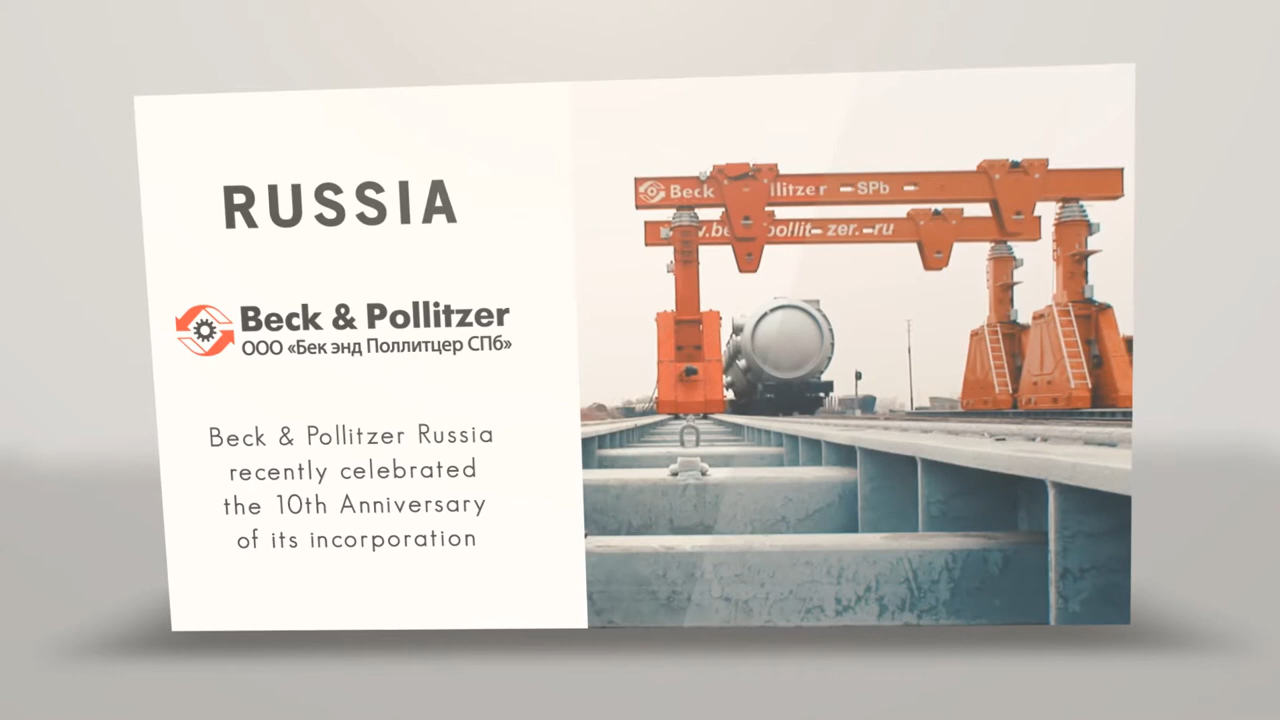 RUSSIA
Beck & Pollitzer
ООО «Бек энд Поллитцер СПб»
Beck & Pollitzer Russia
recently celebrated
the 10th Anniversary
of its incorporation
Beck SPb